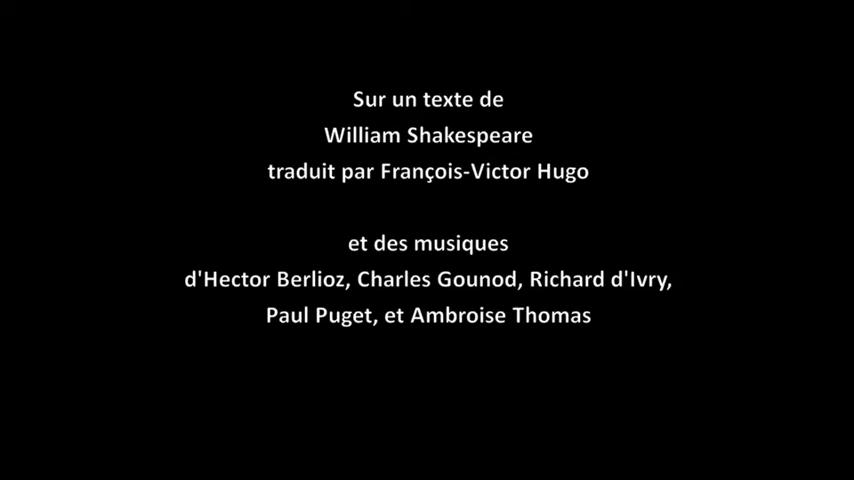 Sur un texte de
William Shakespeare
traduit par François-Victor Hugo
et des musiques
d'Hector Berlioz, Charles Gounod, Richard d'Ivry,
Paul Puget, et Ambroise Thomas